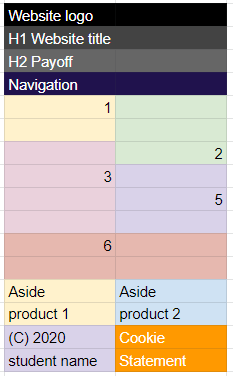 Website logo
H1 Website title
H2 Payoff
Navigation
1
2
3
5
6
Aside Aside
product 1 product 2
(C) 2020 Cookie
student name Statement